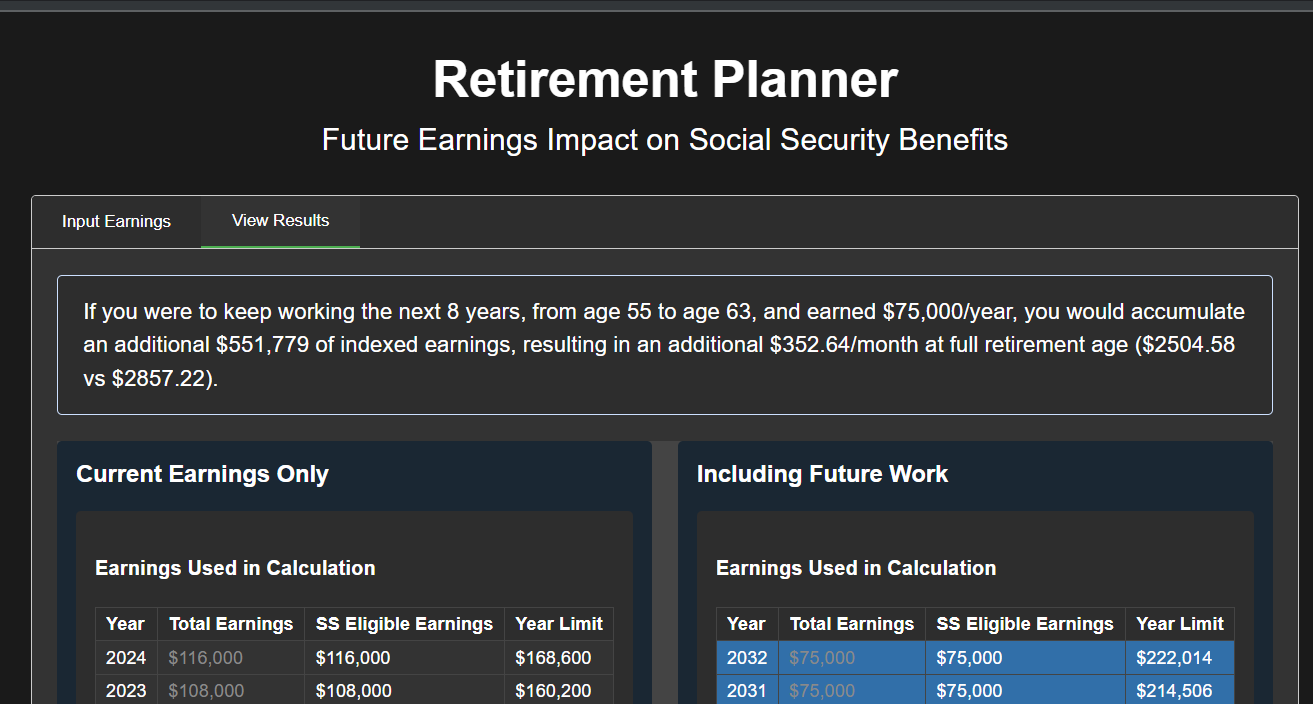 Retirement Planner
Future Earnings Impact on Social Security Benefits
Input Earnings View Results
If you were to keep working the next 8 years, from age 55 to age 63, and earned $75,000/year, you would accumulate
an additional $551,779 of indexed earnings, resulting in an additional $352.64/month at full retirement age ($2504.58
vs $2857.22).
Current Earnings Only
Earnings Used in Calculation
Year Total Earnings SS Eligible Earnings Year Limit
2024 $116,000 $116,000 $168,600
2023 $108,000 $108,000 $160,200
Including Future Work
Earnings Used in Calculation
Year Total Earnings SS Eligible Earnings Year Limit
2032 $75,000 $75,000 $222,014
2031 $75,000 $75,000 $214,506